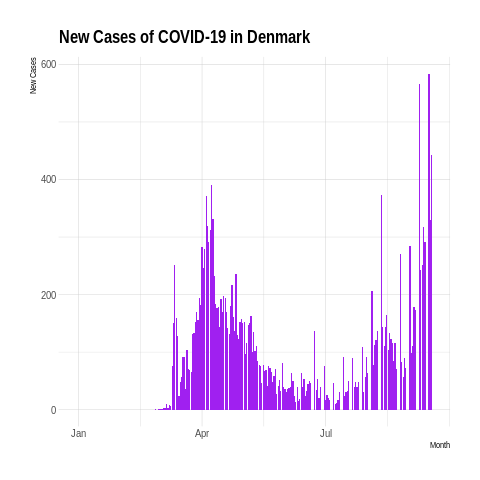 New Cases of COVID-19 in Denmark
New Cases
600
400
200
0
Jan
Apr
Jul
Month